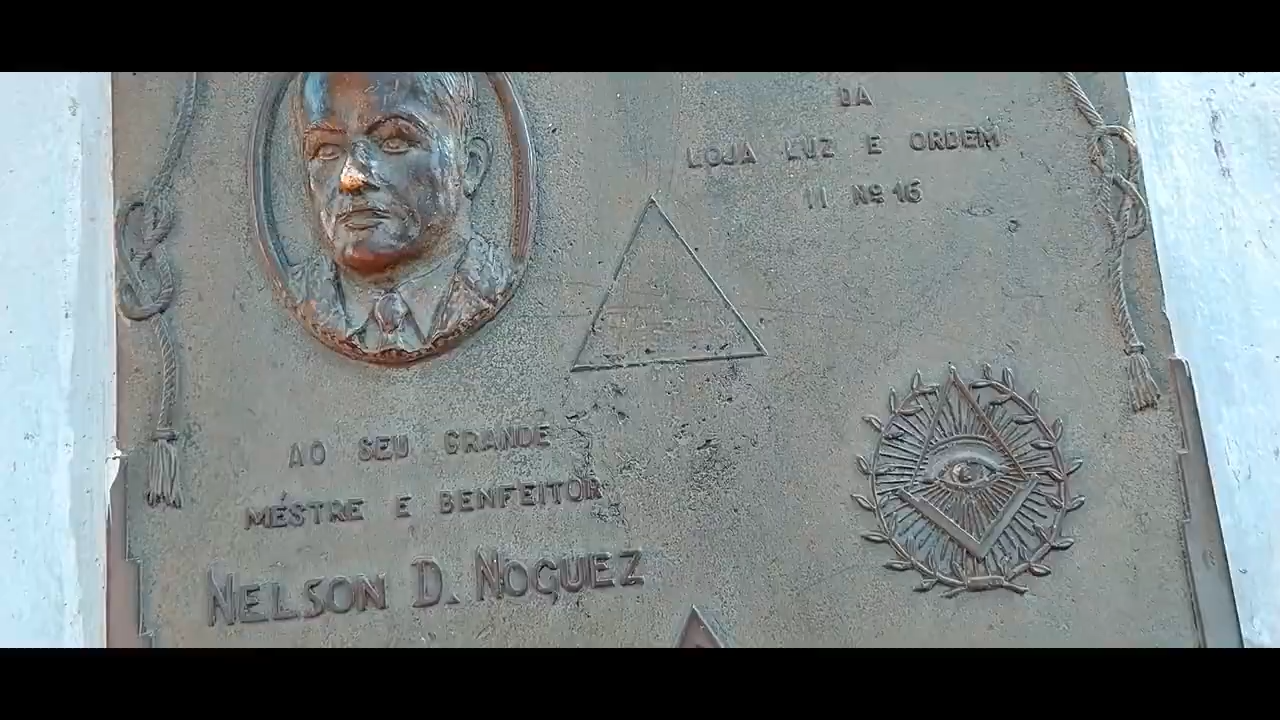 DA
LOJA LUZ E ORDEM
II Nº 16
AO SEU GRANDE
MÉSTRE E BENFEITOR
NELSON D. NOGUEZ